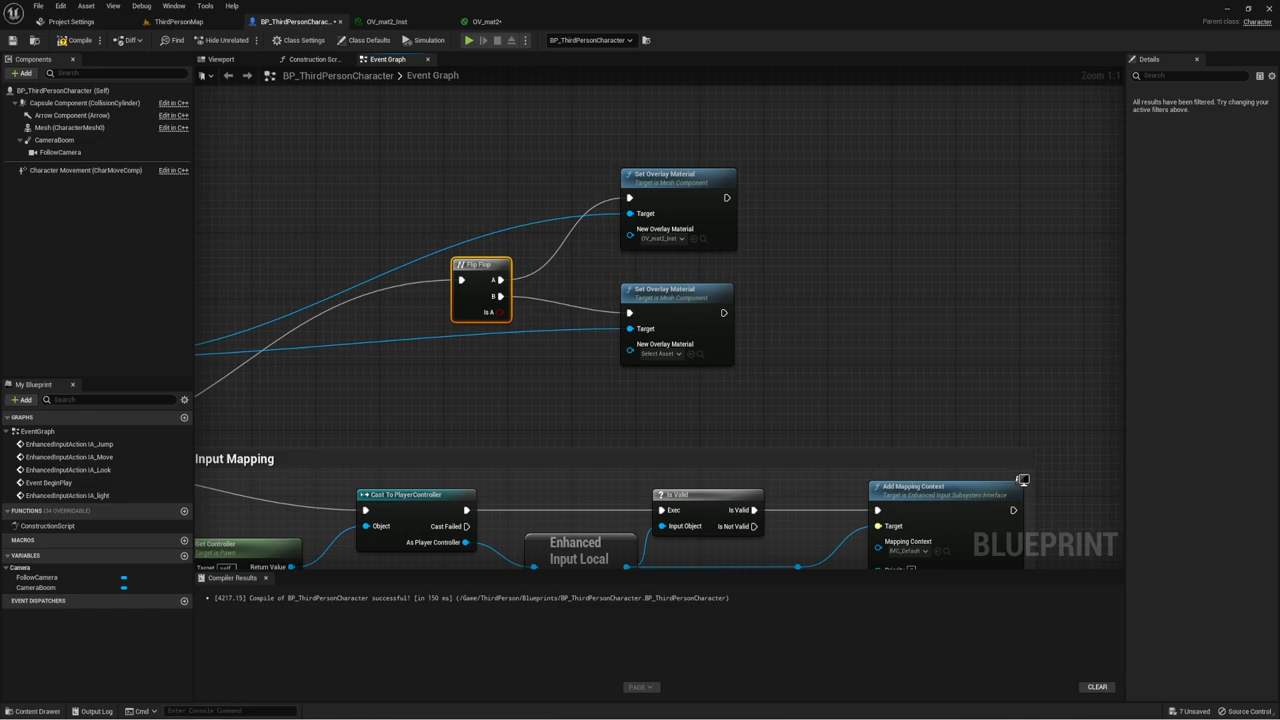 File Edit Asset View Debug Window Tools Help
Project Settings ThirdPersonMap BP_ThirdPersonCharac...• OV_mat2_Inst OV_mat2•
Parent class: Character
Compile Diff Find Hide Unrelated Class Settings Class Defaults Simulation BP_ThirdPersonCharacter
Components
Add Search
BP_ThirdPersonCharacter (Self)
Capsule Component (CollisionCylinder) Edit in C++
Arrow Component (Arrow) Edit in C++
Mesh (CharacterMesh0) Edit in C++
CameraBoom
FollowCamera
Character Movement (CharMoveComp) Edit in C++
My Blueprint
Add Search
GRAPHS
EventGraph
EnhancedInputAction IA_Jump
EnhancedInputAction IA_Move
EnhancedInputAction IA_Look
Event BeginPlay
EnhancedInputAction IA_light
FUNCTIONS (34 OVERRIDABLE)
ConstructionScript
MACROS
VARIABLES
Camera
FollowCamera
CameraBoom
EVENT DISPATCHERS
Viewport Construction Scr... Event Graph
BP_ThirdPersonCharacter > Event Graph
Zoom 1:1
Set Overlay Material
Target is Mesh Component
Target
New Overlay Material
OV_mat2_Inst
Flip Flop
A
B
Is A
Set Overlay Material
Target is Mesh Component
Target
New Overlay Material
Select Asset
Input Mapping
Get Controller
Target is Pawn
Target self Return Value
Cast To PlayerController
Object Cast Failed
As Player Controller
Enhanced
Input Local
Is Valid
Exec Is Valid
Input Object Is Not Valid
Add Mapping Context
Target is Enhanced Input Subsystem Interface
Target
Mapping Context
IMC_Default
BLUEPRINT
Compiler Results
[4217,15] Compile of BP_ThirdPersonCharacter successful! [in 150 ms] (/Game/ThirdPerson/Blueprints/BP_ThirdPersonCharacter.BP_ThirdPersonCharacter)
PAGE CLEAR
Details
Search
All results have been filtered. Try changing your
active filters above.
Content Drawer Output Log Cmd Enter Console Command 7 Unsaved Source Control